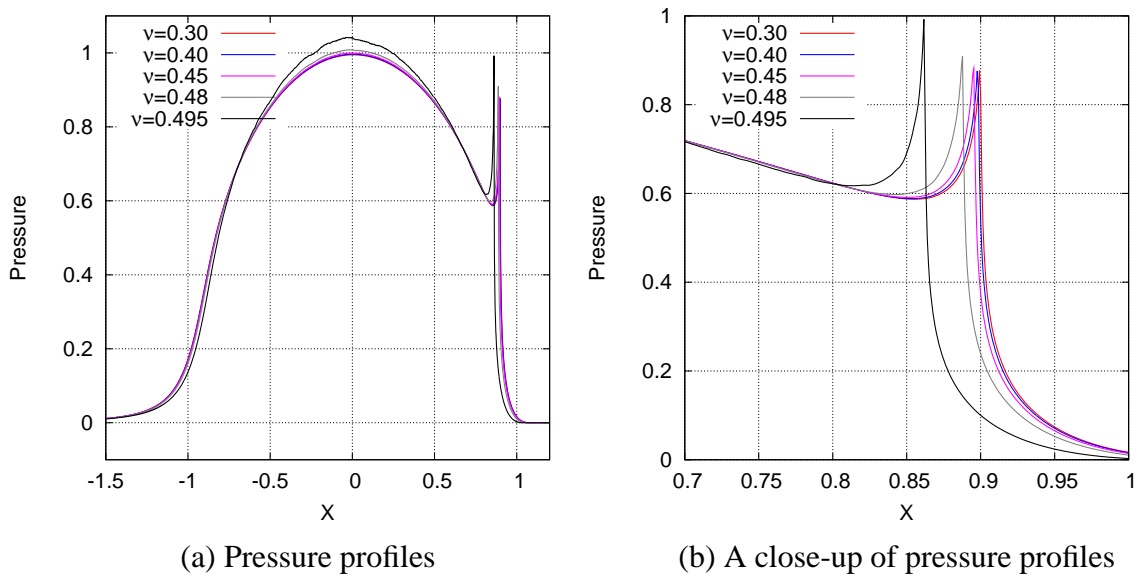 ν=0.30
ν=0.40
ν=0.45
ν=0.48
ν=0.495
1
0.8
0.6
0.4
0.2
0
Pressure
-1.5 -1 -0.5 0 0.5 1
X
(a) Pressure profiles
ν=0.30
ν=0.40
ν=0.45
ν=0.48
ν=0.495
1
0.8
0.6
0.4
0.2
0
Pressure
0.7 0.75 0.8 0.85 0.9 0.95 1
X
(b) A close-up of pressure profiles